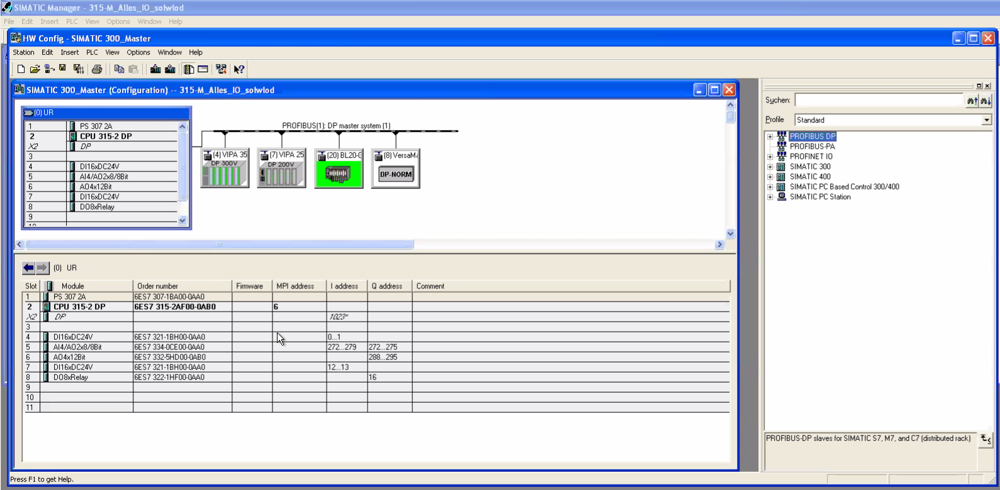 SIMATIC Manager - 315-M_Alles_IO_solwlod
File Edit Insert PLC View Options Window Help
HW Config - SIMATIC 300_Master
Station Edit Insert PLC View Options Window Help
SIMATIC 300_Master (Configuration) -- 315-M_Alles_IO_solwlod
(0) UR
1 PS 307 2A
2 CPU 315-2 DP
X2 DP
3
4 DI16xDC24V
5 AI4/AO2x8/8Bit
6 AO4x12Bit
7 DI16xDC24V
8 DO8xRelay
9
10
PROFIBUS(1): DP master system (1)
(4) VIPA 35
DP 300V
(7) VIPA 25
DP 200V
(20) BL20-G
(8) VersaMa
DP-NORM
(0) UR
Slot Module Order number Firmware MPI address I address Q address Comment
1 PS 307 2A 6ES7 307-1BA00-0AA0
2 CPU 315-2 DP 6ES7 315-2AF00-0AB0 6
X2 DP 1023*
3
4 DI16xDC24V 6ES7 321-1BH00-0AA0 0...1
5 AI4/AO2x8/8Bit 6ES7 334-0CE00-0AA0 272...279 272...275
6 AO4x12Bit 6ES7 332-5HD00-0AB0 288...295
7 DI16xDC24V 6ES7 321-1BH00-0AA0 12...13
8 DO8xRelay 6ES7 322-1HF00-0AA0 16
9
10
11
Suchen:
Profile Standard
PROFIBUS DP
PROFIBUS-PA
PROFINET IO
SIMATIC 300
SIMATIC 400
SIMATIC PC Based Control 300/400
SIMATIC PC Station
PROFIBUS-DP slaves for SIMATIC S7, M7, and C7 (distributed rack)
Press F1 to get Help.